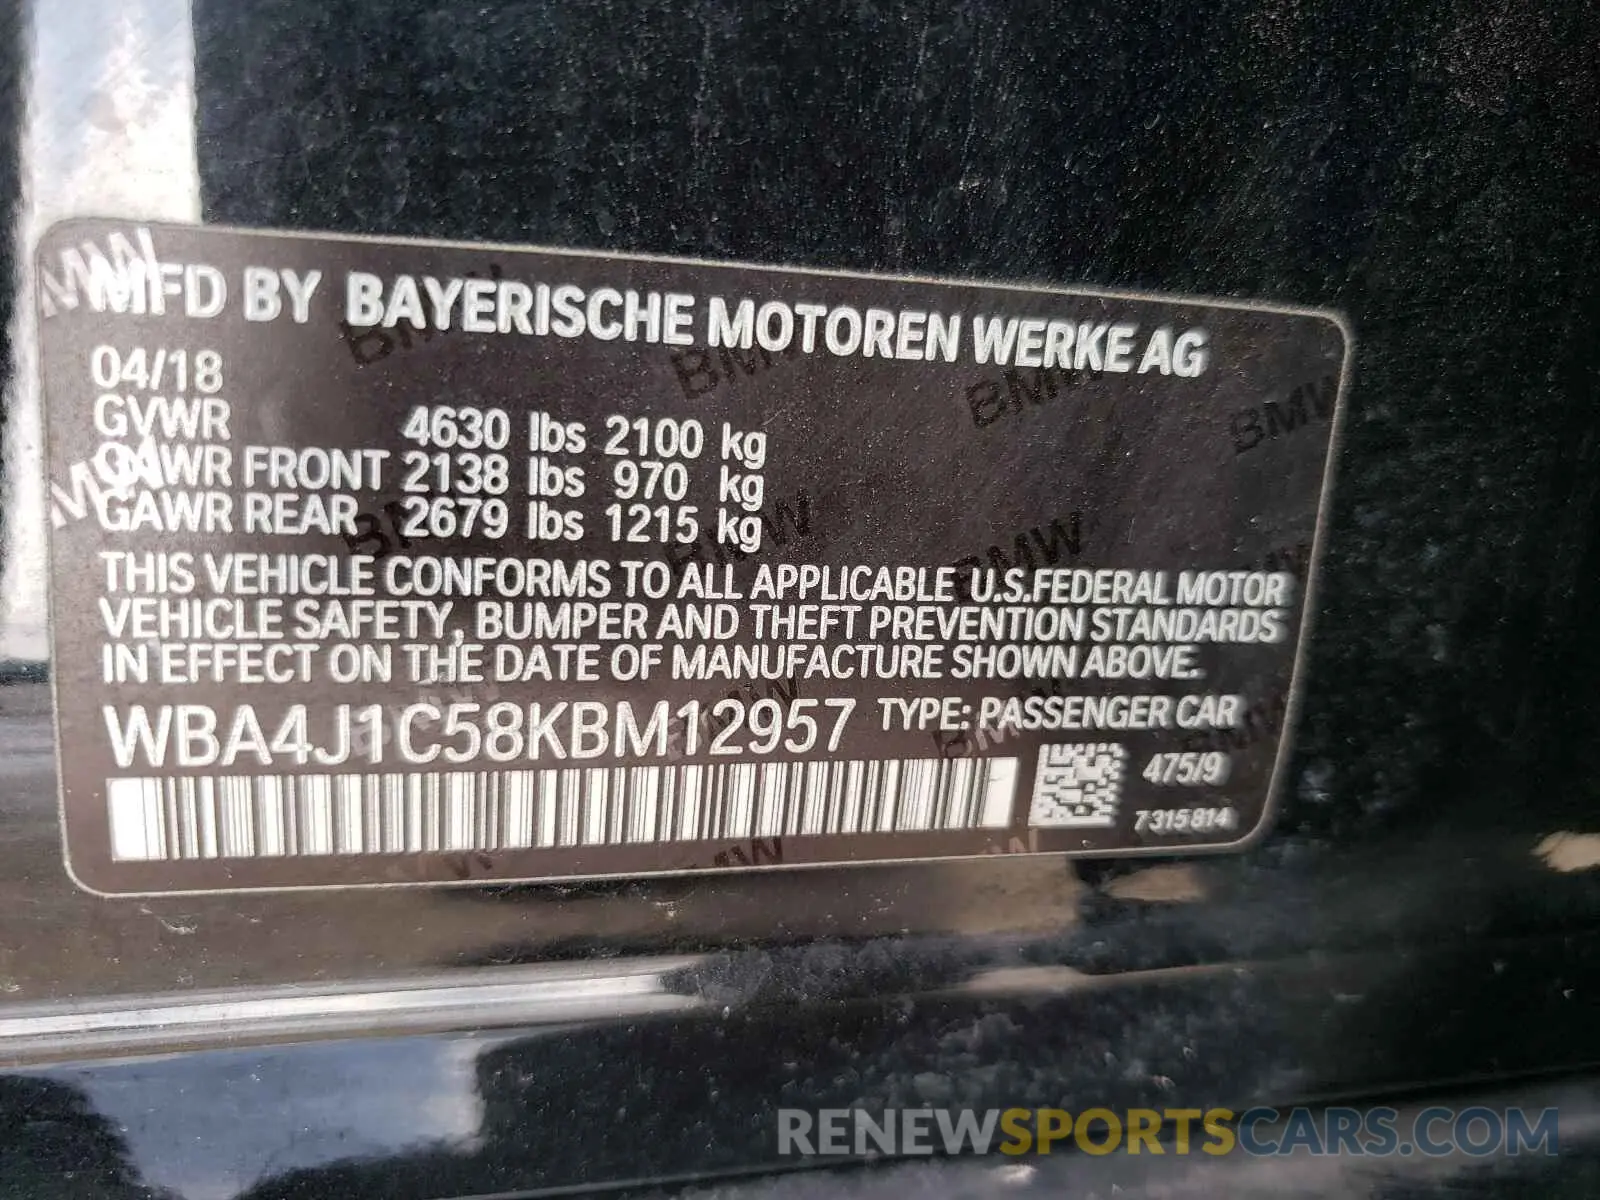 MFD BY BAYERISCHE MOTOREN WERKE AG
04/18
GVWR 4630 lbs 2100 kg
GAWR FRONT 2138 lbs 970 kg
GAWR REAR 2679 lbs 1215 kg
THIS VEHICLE CONFORMS TO ALL APPLICABLE U.S.FEDERAL MOTOR
VEHICLE SAFETY, BUMPER AND THEFT PREVENTION STANDARDS
IN EFFECT ON THE DATE OF MANUFACTURE SHOWN ABOVE.
WBA4J1C58KBM12957 TYPE: PASSENGER CAR
475/9
7 315 814
RENEWSPORTSCARS.COM